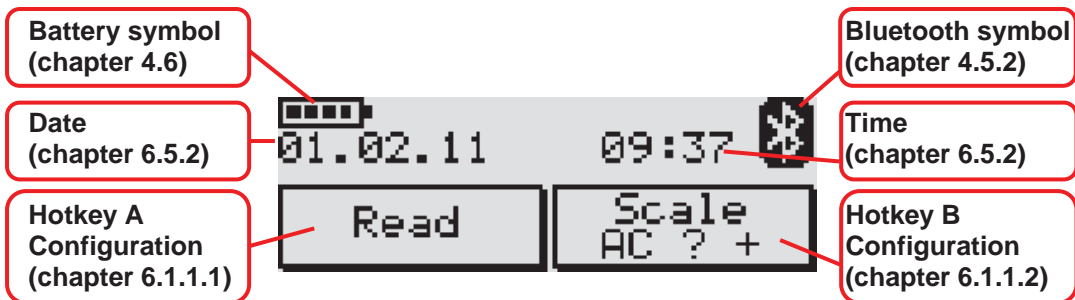 Battery symbol
(chapter 4.6)
Bluetooth symbol
(chapter 4.5.2)
Date
(chapter 6.5.2)
01.02.11
09:37
Time
(chapter 6.5.2)
Hotkey A
Configuration
(chapter 6.1.1.1)
Read
Scale
AC ? +
Hotkey B
Configuration
(chapter 6.1.1.2)